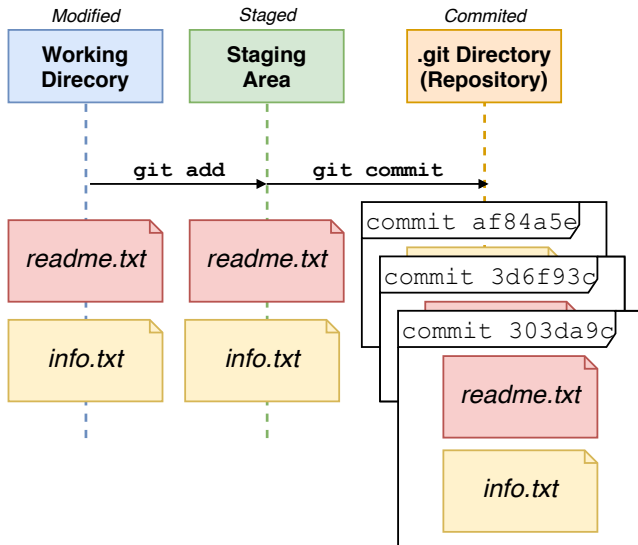 Modified
Staged
Commited
Working
Direcory
Staging
Area
.git Directory
(Repository)
git add
git commit
readme.txt
readme.txt
commit af84a5e
commit 3d6f93c
commit 303da9c
info.txt
info.txt
readme.txt
info.txt